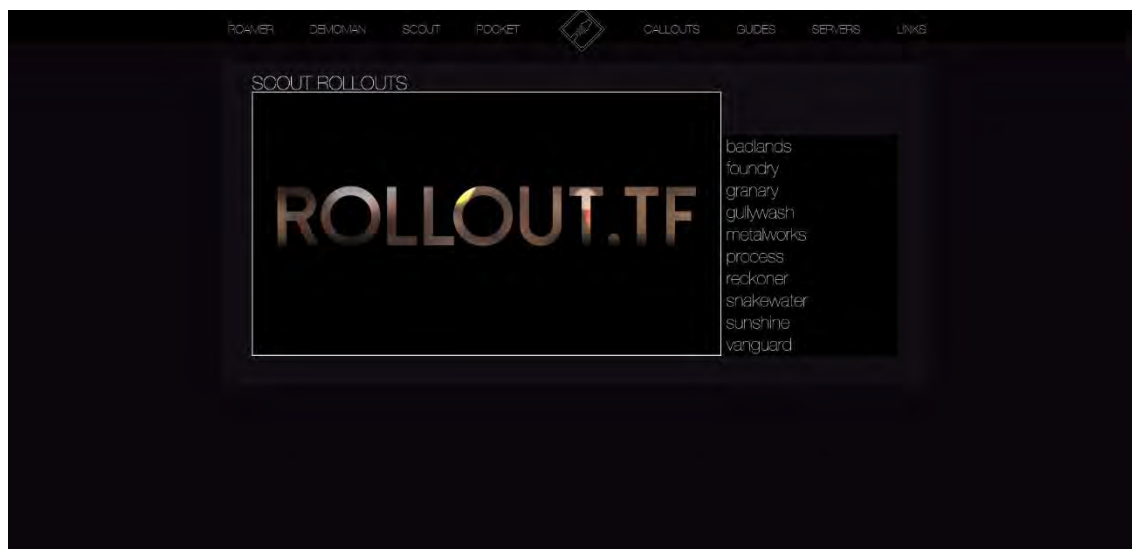 ROAMER DEMOMAN SCOUT POCKET CALLOUTS GUIDES SERVERS LINKS
SCOUT ROLLOUTS
ROLLOUT.TF
badlands
foundry
granary
gullywash
metalworks
process
reckoner
snakewater
sunshine
vanguard